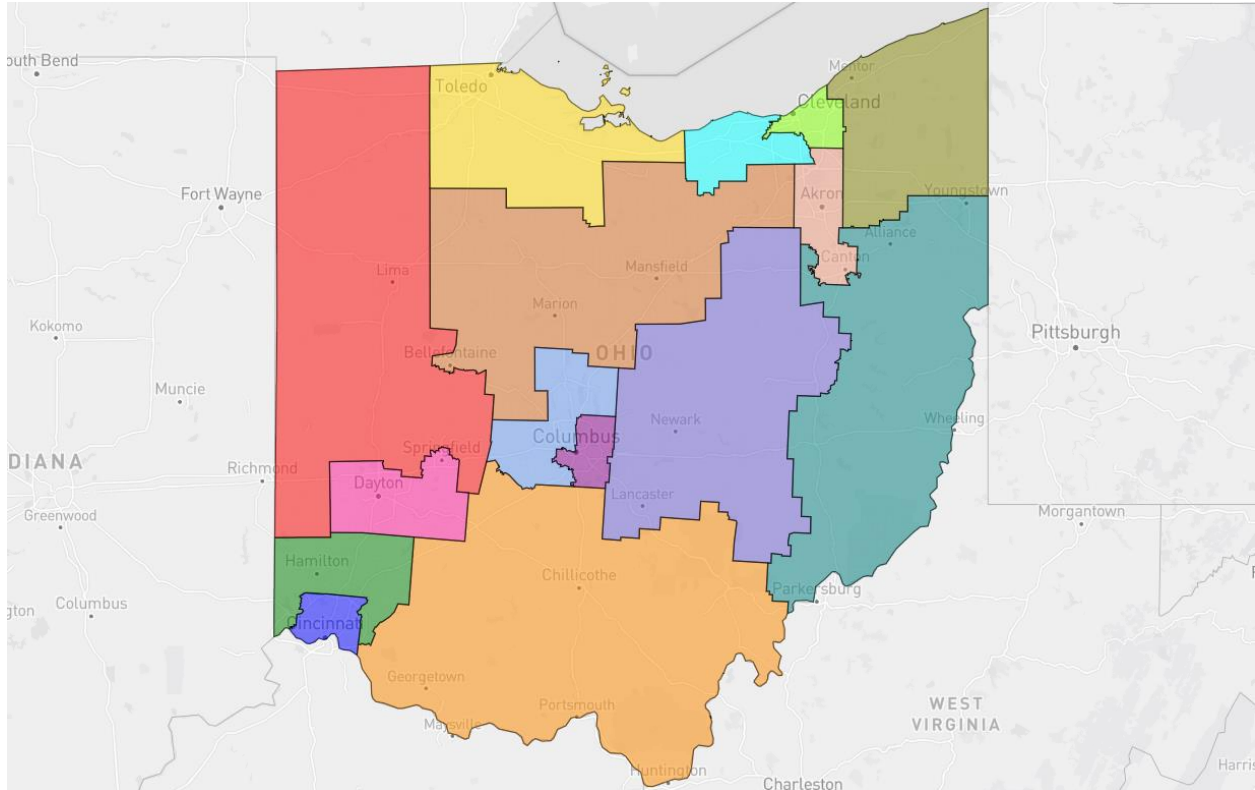 outh Bend
Toledo
Mentor
Cleveland
Fort Wayne
Akron
Youngstown
Alliance
Canton
Lima
Mansfield
Marion
Kokomo
Bellefontaine
OHIO
Pittsburgh
Muncie
Newark
Wheeling
Columbus
Springfield
DIANA
Richmond
Dayton
Lancaster
Greenwood
Morgantown
Hamilton
Chillicothe
Parkersburg
Columbus
gton
Cincinnati
Georgetown
Portsmouth
WEST
VIRGINIA
Maysville
Huntington
Charleston
Harris